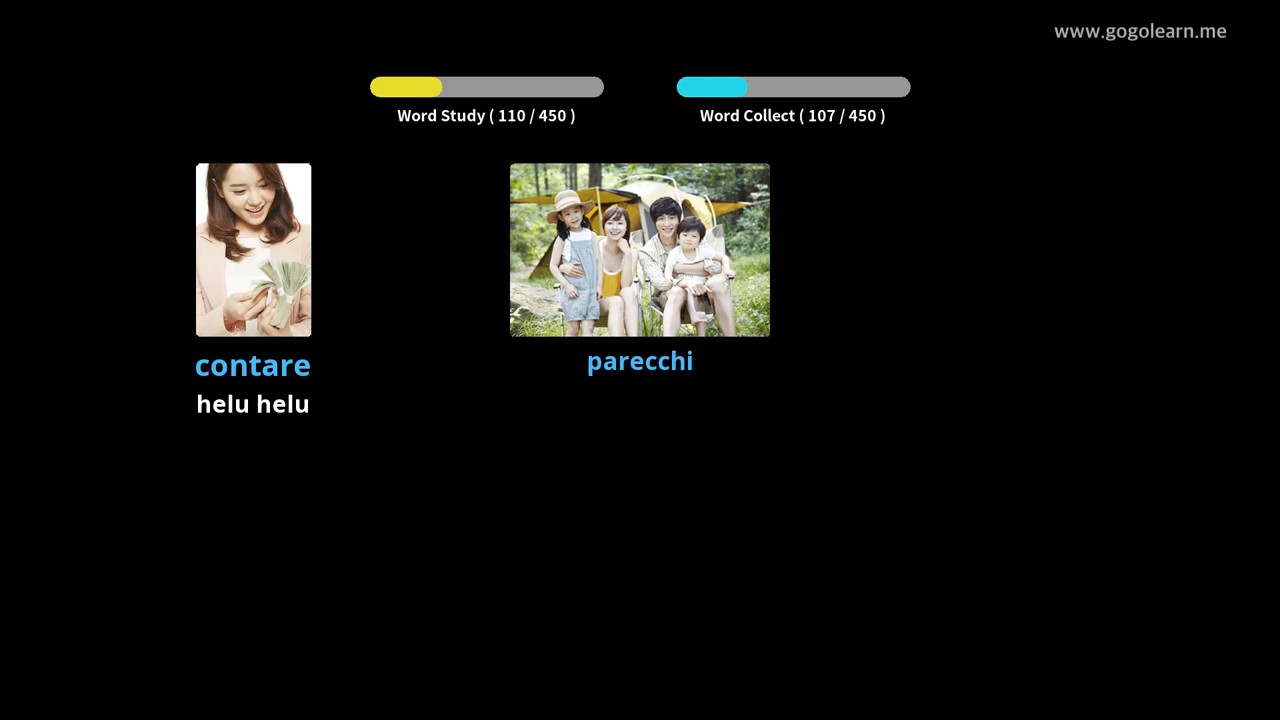 www.gogolearn.me
Word Study ( 110 / 450 )
Word Collect ( 107 / 450 )
contare
helu helu
parecchi